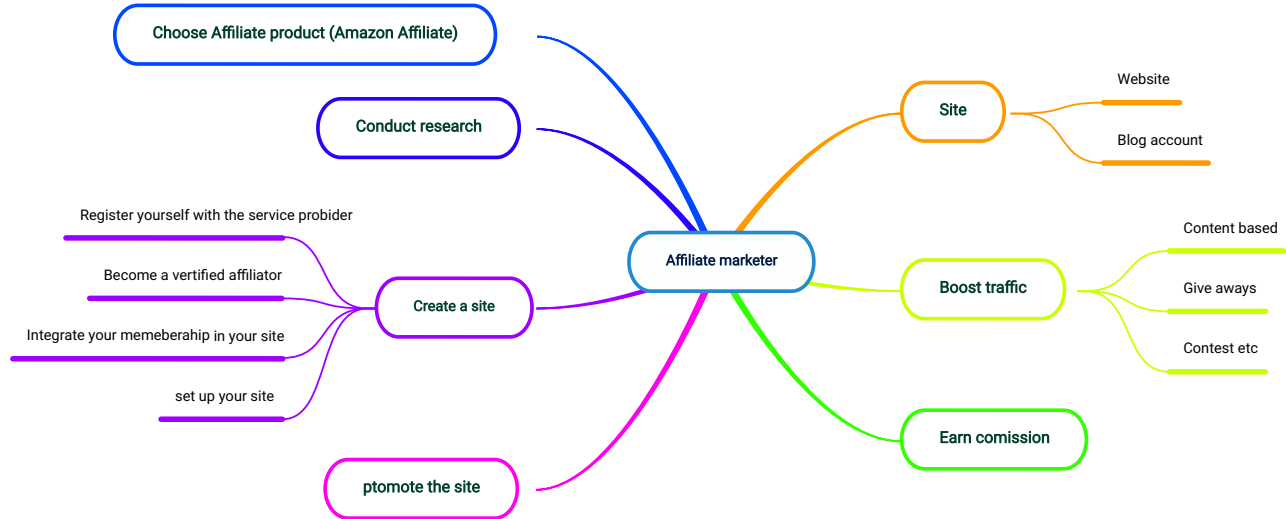 Choose Affiliate product (Amazon Affiliate)
Conduct research
Register yourself with the service probider
Become a vertified affiliator
Integrate your memeberahip in your site
set up your site
Create a site
ptomote the site
Affiliate marketer
Site
Website
Blog account
Boost traffic
Content based
Give aways
Contest etc
Earn comission